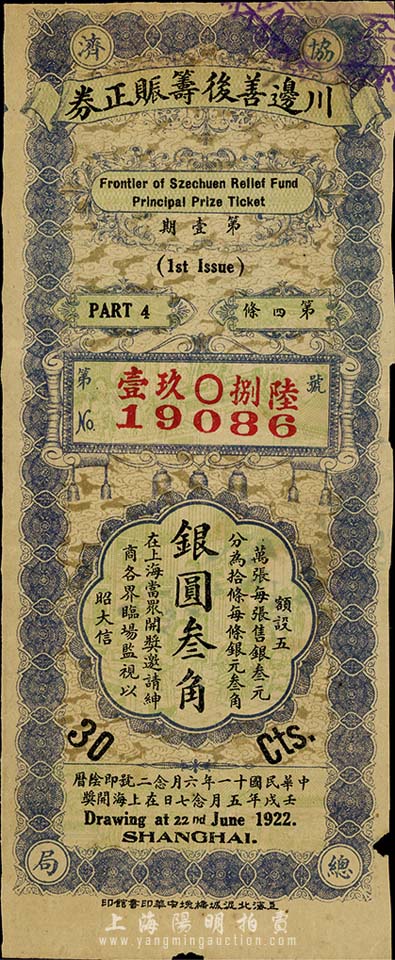 協濟
川邊善後籌賑正券
Frontier of Szechuen Relief Fund
Principal Prize Ticket
第壹期
(1st Issue)
PART 4
第四條
第 壹玖〇捌陸 號
No. 19086
額設五
萬張每張售銀叁元
分為拾條每條銀元叁角
銀圓叁角
在上海當眾開獎邀請紳
商各界臨場監視以
昭大信
30 Cts.
中華民國十一年六月念二號即陰曆
壬戌年五月念七日在上海開獎
Drawing at 22nd June 1922.
SHANGHAI.
總局
上海北泥城橋堍中華印書館印
上海陽明拍賣
www.yangmingauction.com